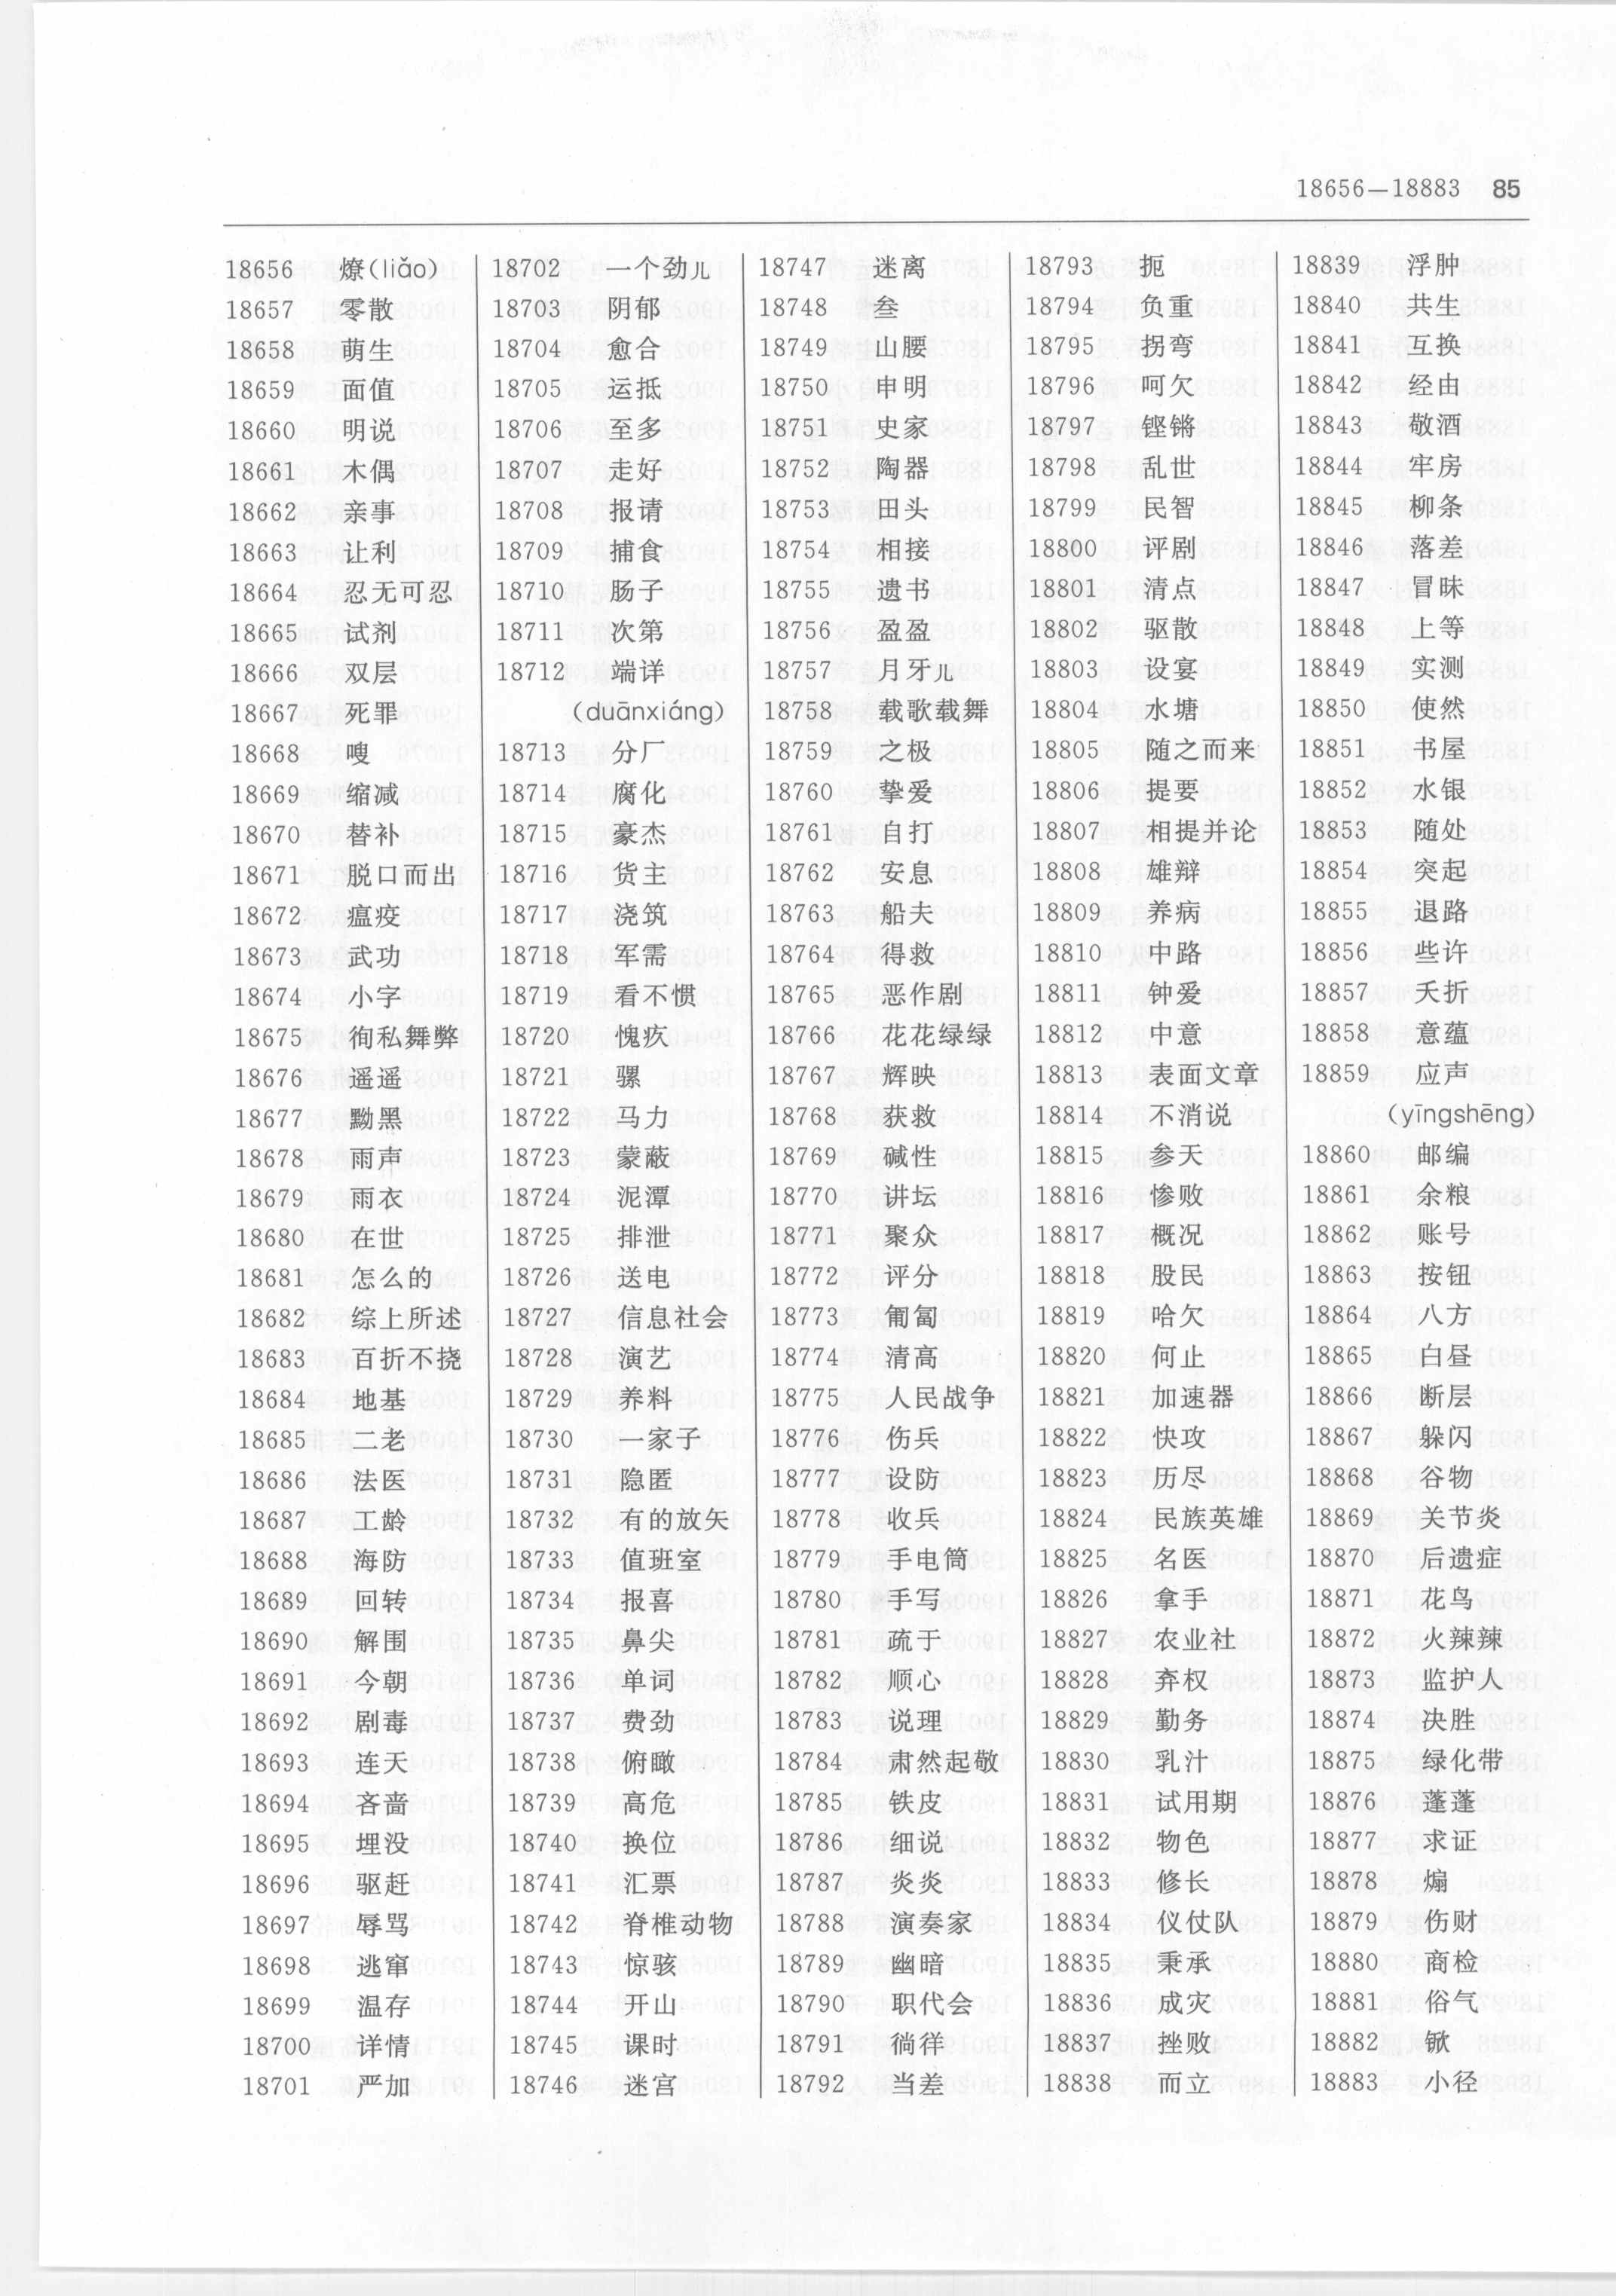 18656—18883 85
18656 燎(liǎo)
18657 零散
18658 萌生
18659 面值
18660 明说
18661 木偶
18662 亲事
18663 让利
18664 忍无可忍
18665 试剂
18666 双层
18667 死罪
18668 嗖
18669 缩减
18670 替补
18671 脱口而出
18672 瘟疫
18673 武功
18674 小字
18675 徇私舞弊
18676 遥遥
18677 黝黑
18678 雨声
18679 雨衣
18680 在世
18681 怎么的
18682 综上所述
18683 百折不挠
18684 地基
18685 二老
18686 法医
18687 工龄
18688 海防
18689 回转
18690 解围
18691 今朝
18692 剧毒
18693 连天
18694 吝啬
18695 埋没
18696 驱赶
18697 辱骂
18698 逃窜
18699 温存
18700 详情
18701 严加
18702 一个劲儿
18703 阴郁
18704 愈合
18705 运抵
18706 至多
18707 走好
18708 报请
18709 捕食
18710 肠子
18711 次第
18712 端详
(duānxiáng)
18713 分厂
18714 腐化
18715 豪杰
18716 货主
18717 浇筑
18718 军需
18719 看不惯
18720 愧疚
18721 骡
18722 马力
18723 蒙蔽
18724 泥潭
18725 排泄
18726 送电
18727 信息社会
18728 演艺
18729 养料
18730 一家子
18731 隐匿
18732 有的放矢
18733 值班室
18734 报喜
18735 鼻尖
18736 单词
18737 费劲
18738 俯瞰
18739 高危
18740 换位
18741 汇票
18742 脊椎动物
18743 惊骇
18744 开山
18745 课时
18746 迷宫
18747 迷离
18748 叁
18749 山腰
18750 申明
18751 史家
18752 陶器
18753 田头
18754 相接
18755 遗书
18756 盈盈
18757 月牙儿
18758 载歌载舞
18759 之极
18760 挚爱
18761 自打
18762 安息
18763 船夫
18764 得救
18765 恶作剧
18766 花花绿绿
18767 辉映
18768 获救
18769 碱性
18770 讲坛
18771 聚众
18772 评分
18773 匍匐
18774 清高
18775 人民战争
18776 伤兵
18777 设防
18778 收兵
18779 手电筒
18780 手写
18781 疏于
18782 顺心
18783 说理
18784 肃然起敬
18785 铁皮
18786 细说
18787 炎炎
18788 演奏家
18789 幽暗
18790 职代会
18791 徜徉
18792 当差
18793 扼
18794 负重
18795 拐弯
18796 呵欠
18797 铿锵
18798 乱世
18799 民智
18800 评剧
18801 清点
18802 驱散
18803 设宴
18804 水塘
18805 随之而来
18806 提要
18807 相提并论
18808 雄辩
18809 养病
18810 中路
18811 钟爱
18812 中意
18813 表面文章
18814 不消说
18815 参天
18816 惨败
18817 概况
18818 股民
18819 哈欠
18820 何止
18821 加速器
18822 快攻
18823 历尽
18824 民族英雄
18825 名医
18826 拿手
18827 农业社
18828 弃权
18829 勤务
18830 乳汁
18831 试用期
18832 物色
18833 修长
18834 仪仗队
18835 秉承
18836 成灾
18837 挫败
18838 而立
18839 浮肿
18840 共生
18841 互换
18842 经由
18843 敬酒
18844 牢房
18845 柳条
18846 落差
18847 冒昧
18848 上等
18849 实测
18850 使然
18851 书屋
18852 水银
18853 随处
18854 突起
18855 退路
18856 些许
18857 夭折
18858 意蕴
18859 应声
(yīngshēng)
18860 邮编
18861 余粮
18862 账号
18863 按钮
18864 八方
18865 白昼
18866 断层
18867 躲闪
18868 谷物
18869 关节炎
18870 后遗症
18871 花鸟
18872 火辣辣
18873 监护人
18874 决胜
18875 绿化带
18876 蓬蓬
18877 求证
18878 煽
18879 伤财
18880 商检
18881 俗气
18882 锨
18883 小径